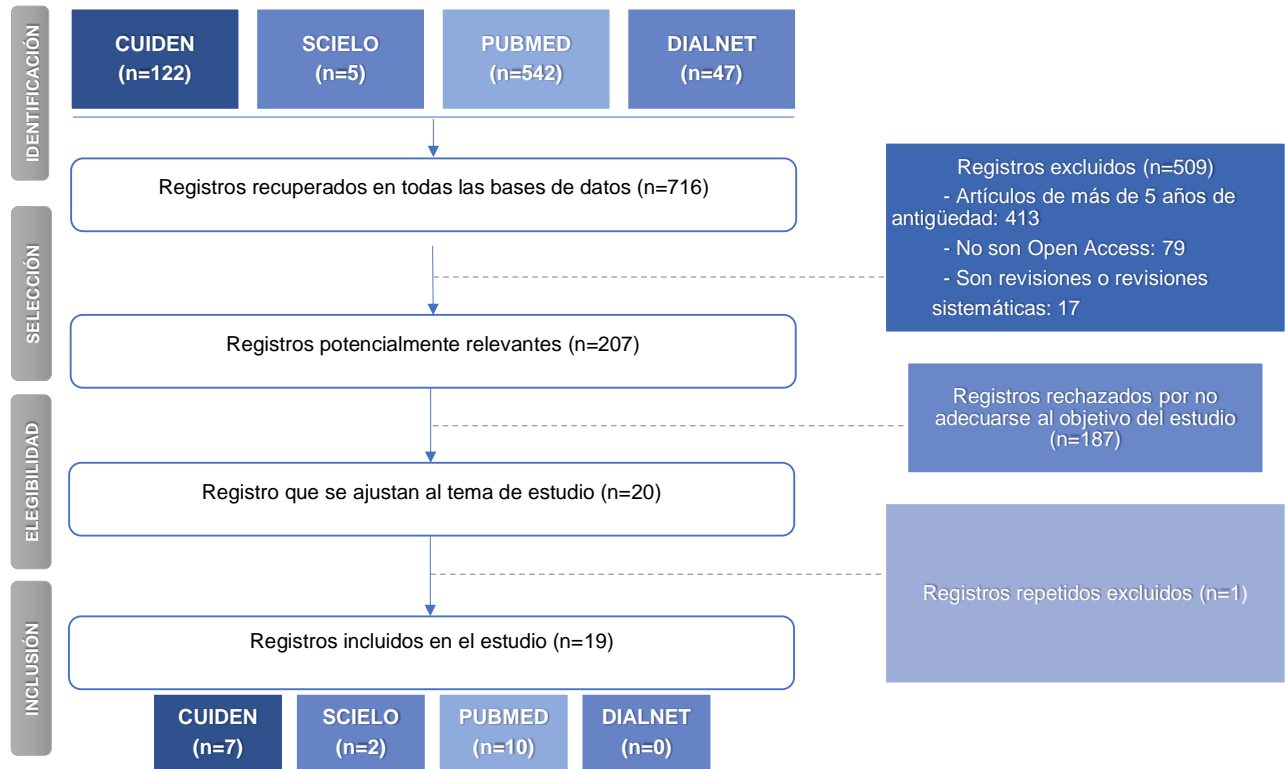 IDENTIFICACIÓN
CUIDEN
(n=122)
SCIELO
(n=5)
PUBMED
(n=542)
DIALNET
(n=47)
Registros recuperados en todas las bases de datos (n=716)
Registros excluidos (n=509)
- Artículos de más de 5 años de
antigüedad: 413
- No son Open Access: 79
- Son revisiones o revisiones
sistemáticas: 17
SELECCIÓN
Registros potencialmente relevantes (n=207)
Registros rechazados por no
adecuarse al objetivo del estudio
(n=187)
ELEGIBILIDAD
Registro que se ajustan al tema de estudio (n=20)
Registros repetidos excluidos (n=1)
INCLUSIÓN
Registros incluidos en el estudio (n=19)
CUIDEN
(n=7)
SCIELO
(n=2)
PUBMED
(n=10)
DIALNET
(n=0)